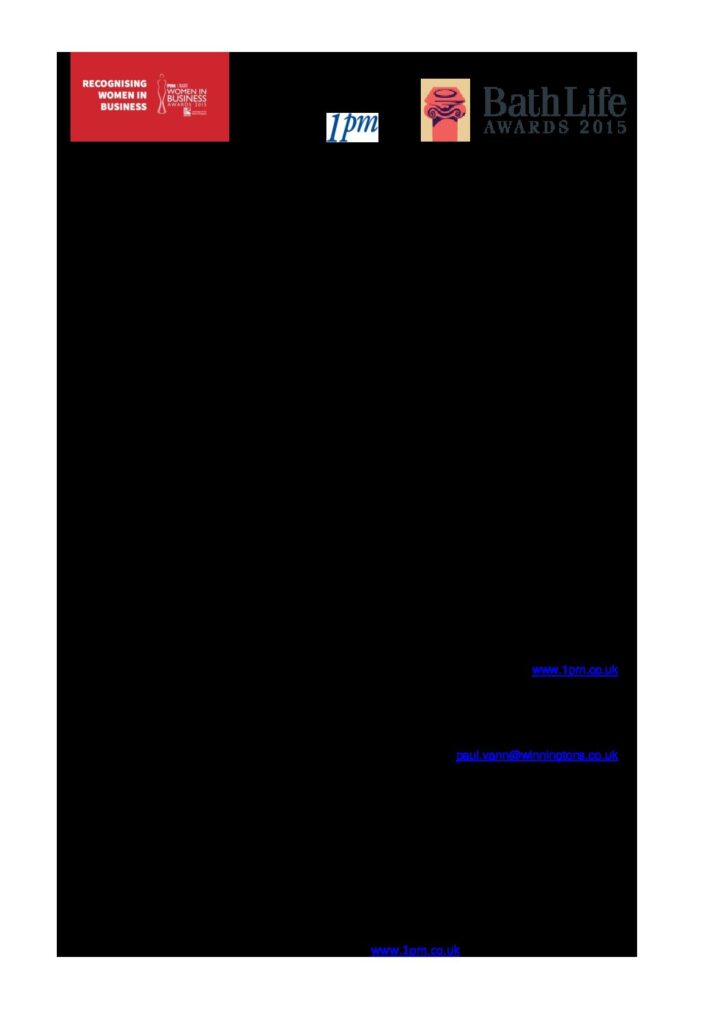 RECOGNISING
WOMEN IN
BUSINESS
WOMEN IN
BUSINESS
AWARDS 2015
1pm
Bath Life
AWARDS 2015
www.1pm.co.uk
paul.vann@winningtons.co.uk
www.1pm.co.uk